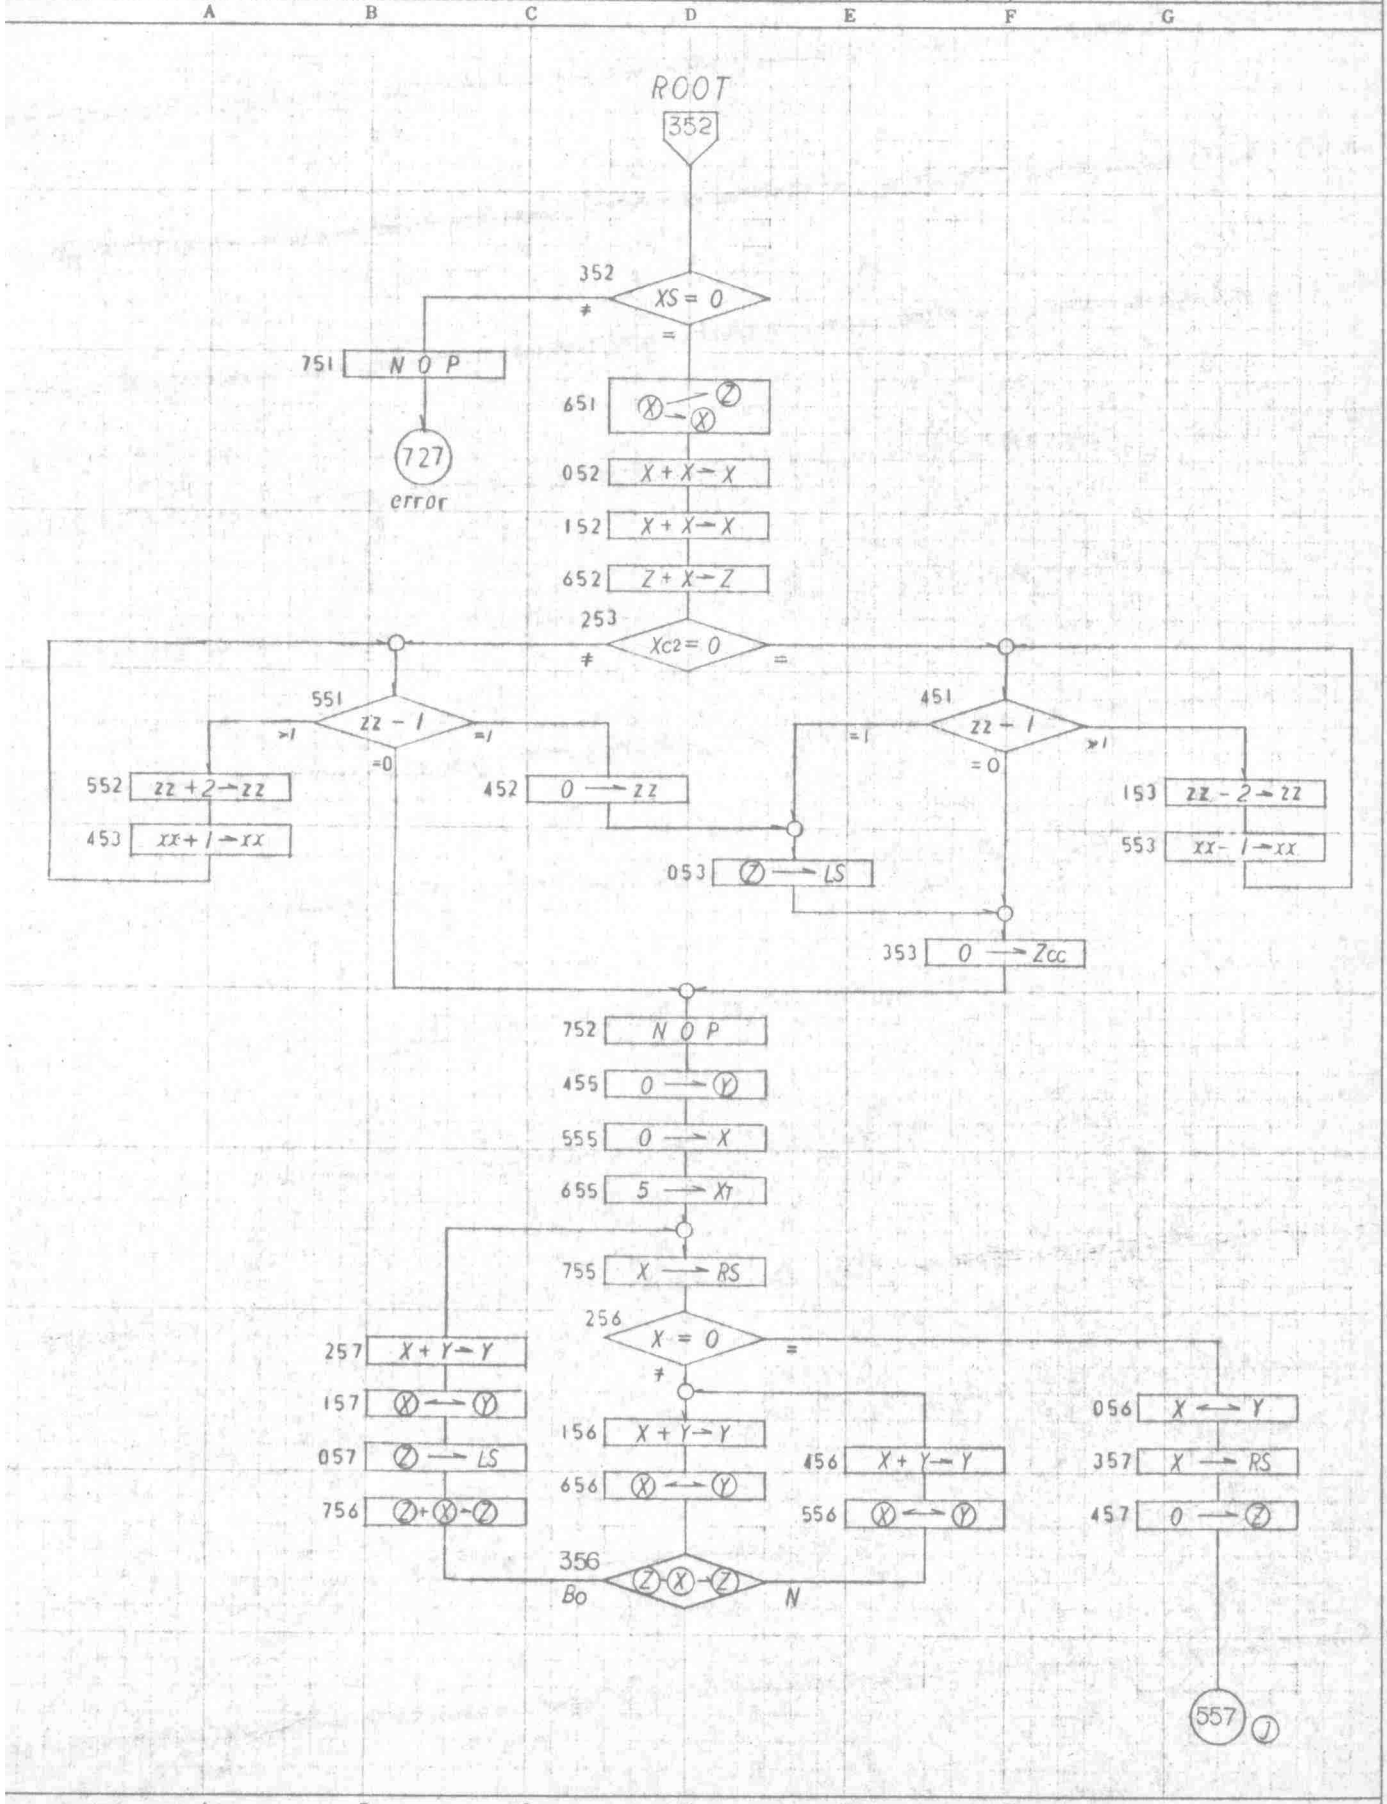 A B C D E F G
ROOT
352
352
XS = 0
≠
=
751 N O P
651 X → Z
→ X
727
052 X + X → X
error
152 X + X → X
652 Z + X → Z
253
Xc2 = 0
≠ =
551
zz - 1
>1 =1
=0
451
zz - 1
=1
=0
552 zz + 2 → zz
452 0 → zz
153 zz - 2 → zz
453 xx + 1 → xx
553 xx - 1 → xx
053 Z → LS
353 0 → Zcc
752 N O P
455 0 → Y
555 0 → X
655 5 → X7
755 X → RS
256
X = 0
=
≠
257 X + Y → Y
157 X ↔ Y
057 Z → LS
756 Z + X → Z
156 X + Y → Y
656 X ↔ Y
456 X + Y → Y
556 X ↔ Y
056 X ↔ Y
357 X → RS
457 0 → Z
356
Z - X → Z
Bo N
557 J